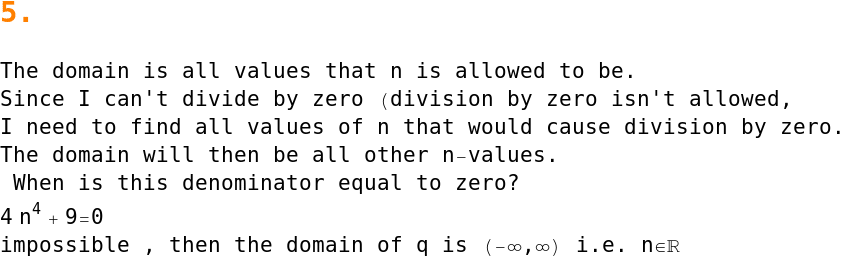 5.
The domain is all values that n is allowed to be.
Since I can't divide by zero (division by zero isn't allowed,
I need to find all values of n that would cause division by zero.
The domain will then be all other n-values.
When is this denominator equal to zero?
4 n⁴ + 9=0
impossible , then the domain of q is (-∞,∞) i.e. n∈ℝ